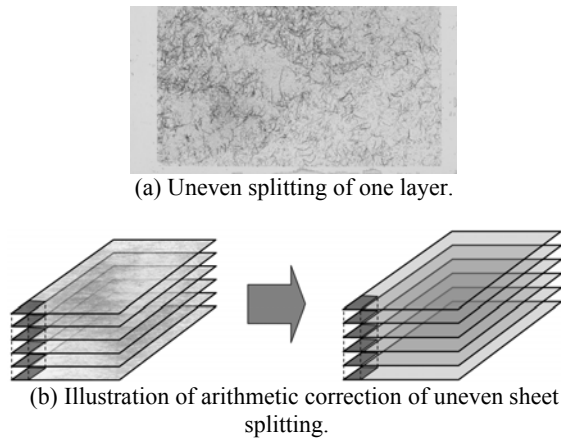 (a) Uneven splitting of one layer.
(b) Illustration of arithmetic correction of uneven sheet
splitting.